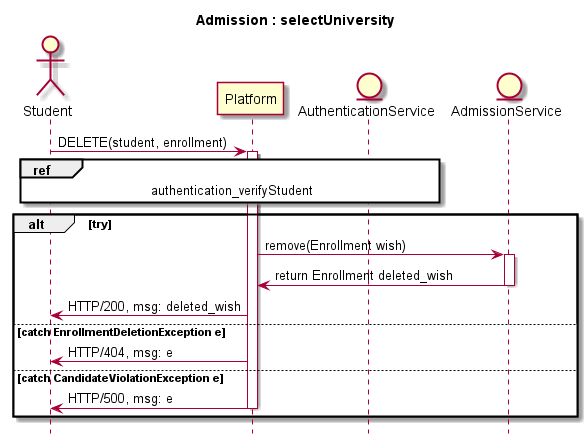 Admission : selectUniversity
Student
Platform
AuthenticationService
AdmissionService
DELETE(student, enrollment)
ref
authentication_verifyStudent
alt [try]
remove(Enrollment wish)
return Enrollment deleted_wish
HTTP/200, msg: deleted_wish
[catch EnrollmentDeletionException e]
HTTP/404, msg: e
[catch CandidateViolationException e]
HTTP/500, msg: e